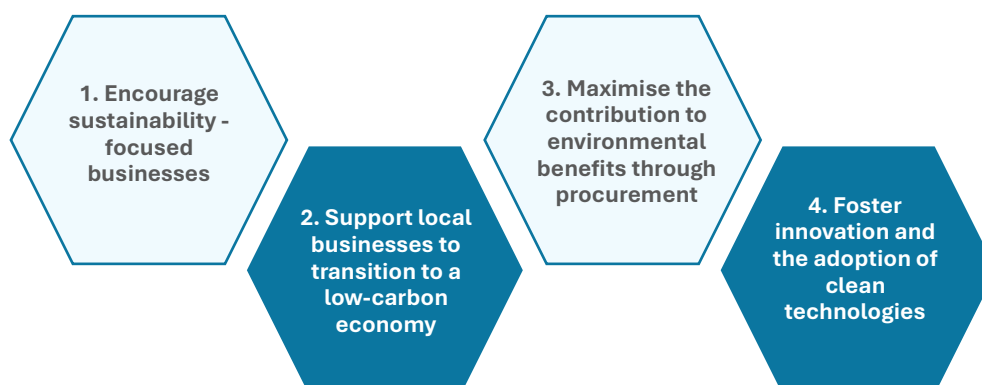 1. Encourage
sustainability -
focused
businesses
2. Support local
businesses to
transition to a
low-carbon
economy
3. Maximise the
contribution to
environmental
benefits through
procurement
4. Foster
innovation and
the adoption of
clean
technologies